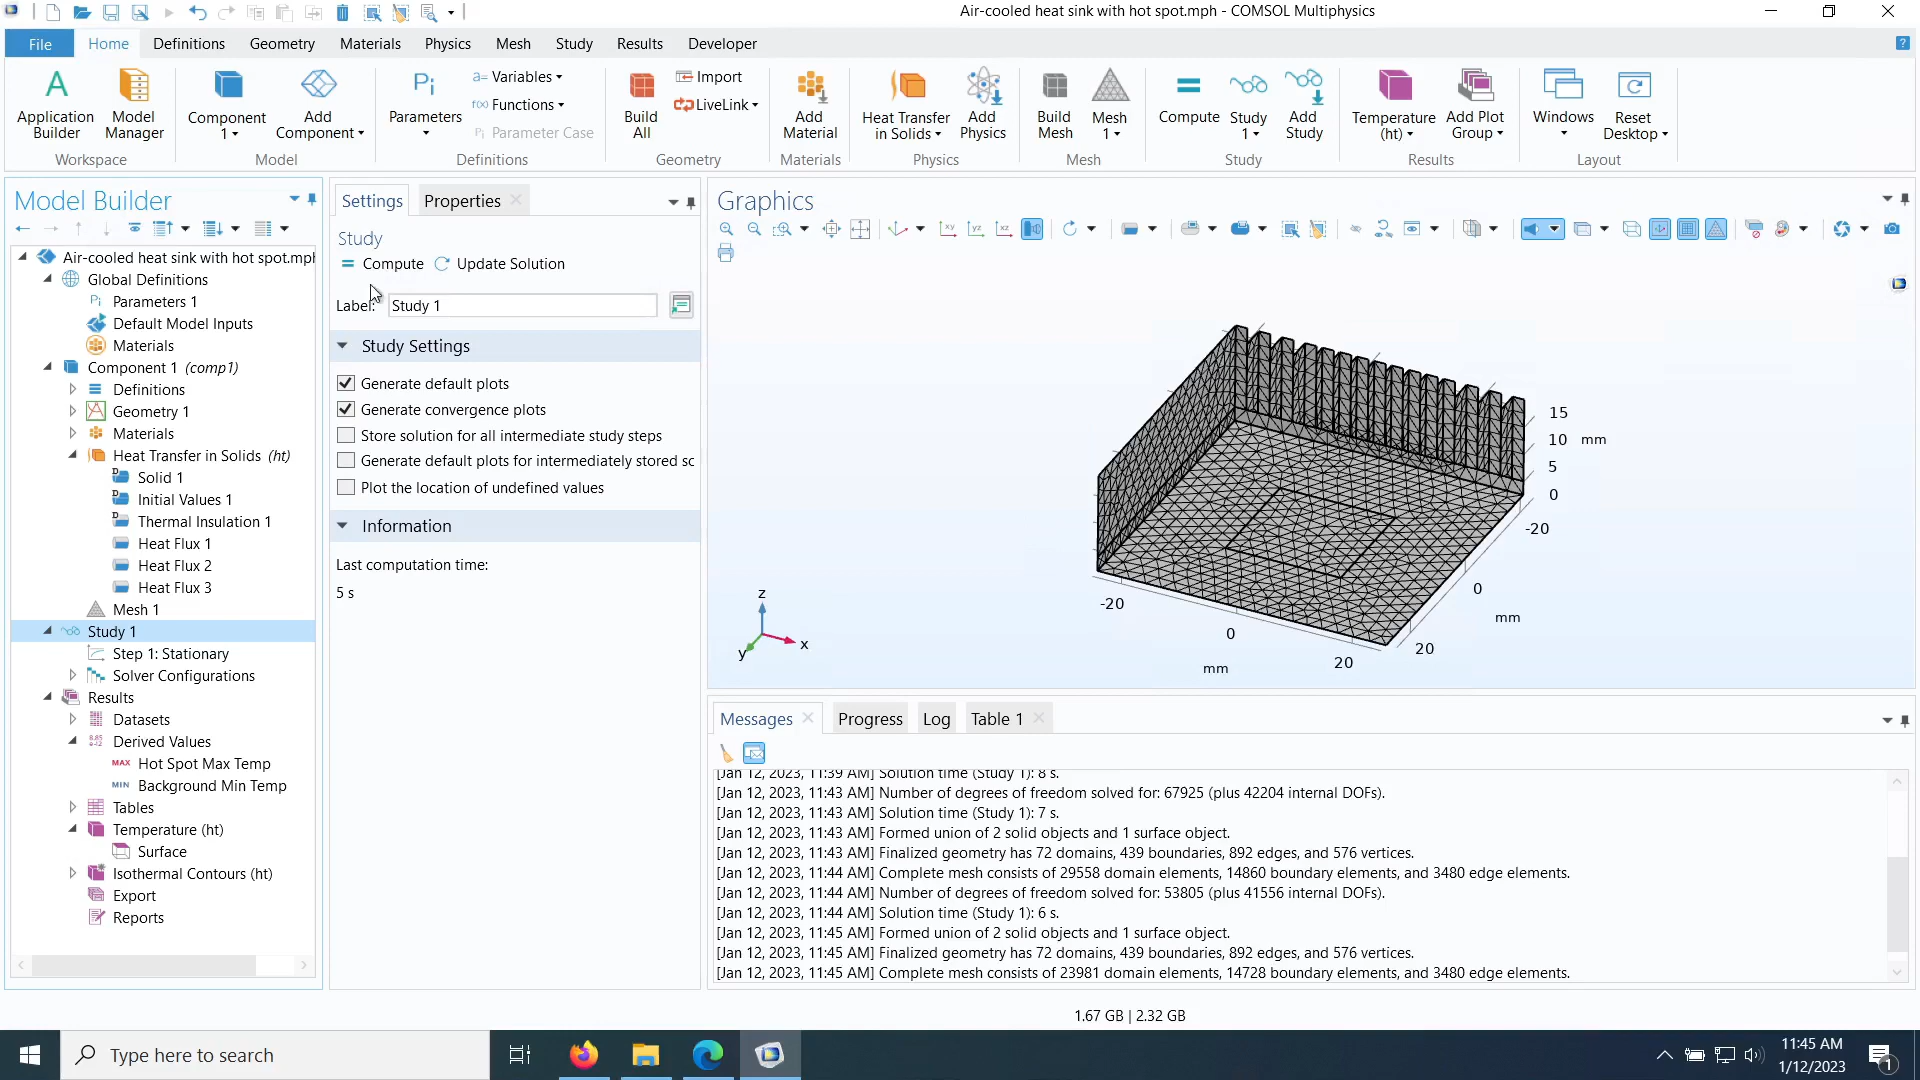 Air-cooled heat sink with hot spot.mph - COMSOL Multiphysics
File Home Definitions Geometry Materials Physics Mesh Study Results Developer
Application Builder
Model Manager
Workspace
Component 1
Add Component
Model
Pi
Parameters
a= Variables
f(x) Functions
Pi Parameter Case
Definitions
Build All
Import
LiveLink
Geometry
Add Material
Materials
Heat Transfer in Solids
Add Physics
Physics
Build Mesh
Mesh 1
Mesh
Compute
Study 1
Add Study
Study
Temperature (ht)
Add Plot Group
Results
Windows
Reset Desktop
Layout
Model Builder
Air-cooled heat sink with hot spot.mph
Global Definitions
Pi Parameters 1
Default Model Inputs
Materials
Component 1 (comp1)
Definitions
Geometry 1
Materials
Heat Transfer in Solids (ht)
Solid 1
Initial Values 1
Thermal Insulation 1
Heat Flux 1
Heat Flux 2
Heat Flux 3
Mesh 1
Study 1
Step 1: Stationary
Solver Configurations
Results
Datasets
Derived Values
MAX Hot Spot Max Temp
MIN Background Min Temp
Tables
Temperature (ht)
Surface
Isothermal Contours (ht)
Export
Reports
Settings Properties
Study
Compute Update Solution
Label: Study 1
Study Settings
Generate default plots
Generate convergence plots
Store solution for all intermediate study steps
Generate default plots for intermediately stored sc
Plot the location of undefined values
Information
Last computation time:
5 s
Graphics
xy yz xz
15
10 mm
5
0
-20
0
mm
20
-20
0
mm
20
z
y x
Messages Progress Log Table 1
[Jan 12, 2023, 11:39 AM] Solution time (Study 1): 8 s.
[Jan 12, 2023, 11:43 AM] Number of degrees of freedom solved for: 67925 (plus 42204 internal DOFs).
[Jan 12, 2023, 11:43 AM] Solution time (Study 1): 7 s.
[Jan 12, 2023, 11:43 AM] Formed union of 2 solid objects and 1 surface object.
[Jan 12, 2023, 11:43 AM] Finalized geometry has 72 domains, 439 boundaries, 892 edges, and 576 vertices.
[Jan 12, 2023, 11:44 AM] Complete mesh consists of 29558 domain elements, 14860 boundary elements, and 3480 edge elements.
[Jan 12, 2023, 11:44 AM] Number of degrees of freedom solved for: 53805 (plus 41556 internal DOFs).
[Jan 12, 2023, 11:44 AM] Solution time (Study 1): 6 s.
[Jan 12, 2023, 11:45 AM] Formed union of 2 solid objects and 1 surface object.
[Jan 12, 2023, 11:45 AM] Finalized geometry has 72 domains, 439 boundaries, 892 edges, and 576 vertices.
[Jan 12, 2023, 11:45 AM] Complete mesh consists of 23981 domain elements, 14728 boundary elements, and 3480 edge elements.
1.67 GB | 2.32 GB
Type here to search
11:45 AM
1/12/2023
1